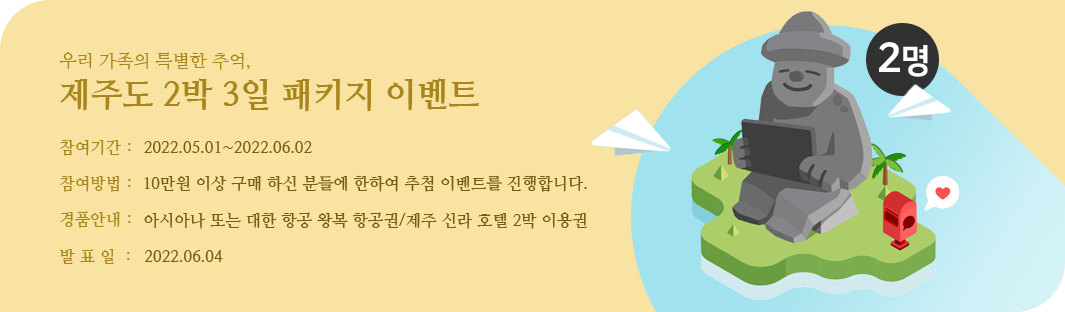 우리 가족의 특별한 추억,
제주도 2박 3일 패키지 이벤트
참여기간 : 2022.05.01~2022.06.02
참여방법 : 10만원 이상 구매 하신 분들에 한하여 추첨 이벤트를 진행합니다.
경품안내 : 아시아나 또는 대한 항공 왕복 항공권/제주 신라 호텔 2박 이용권
발 표 일 : 2022.06.04
2명